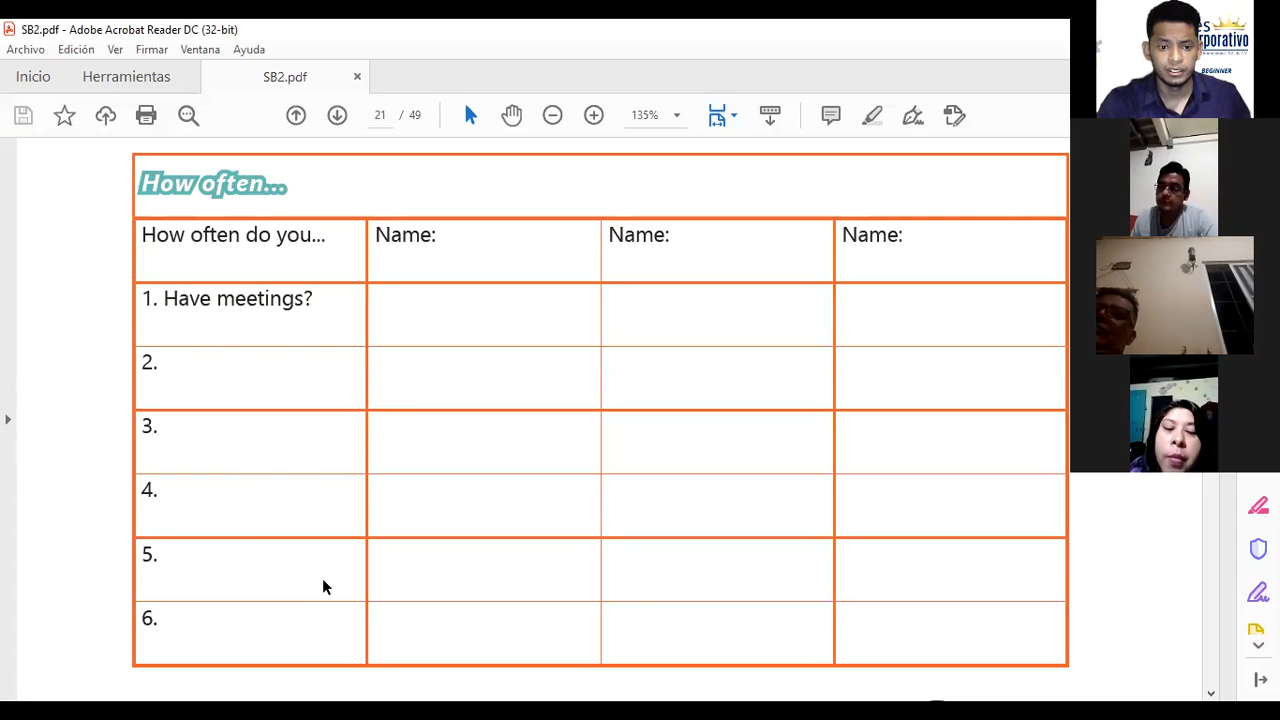 SB2.pdf - Adobe Acrobat Reader DC (32-bit)
Archivo Edición Ver Firmar Ventana Ayuda
Inicio Herramientas SB2.pdf ×
21 / 49 135%
How often...
How often do you... Name: Name: Name:
1. Have meetings?
2.
3.
4.
5.
6.
es
rporativo
BEGINNER